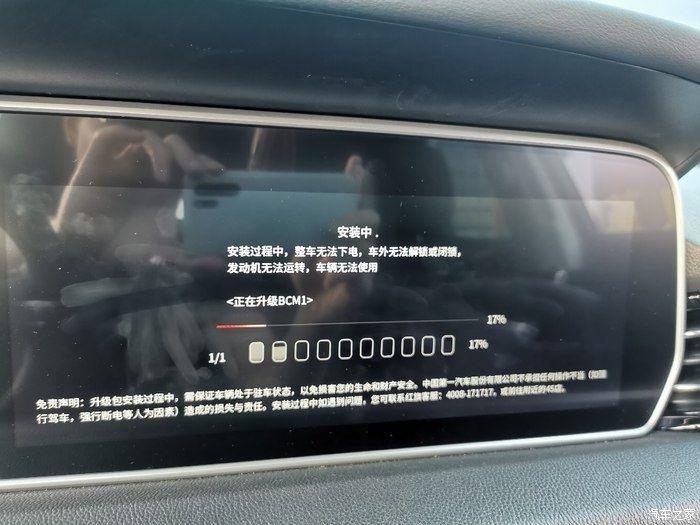 安装中 .
安装过程中，整车无法下电，车外无法解锁或闭锁，
发动机无法运转，车辆无法使用
<正在升级BCM1>
17%
1/1 17%
免责声明：升级包安装过程中，需保证车辆处于驻车状态，以免损害您的生命和财产安全。中国第一汽车股份有限公司不承担任何操作不当（如强
行驾车，强行断电等人为因素）造成的损失与责任。安装过程中如遇到问题，您可联系红旗客服：4008-171717，或前往附近的4S店。
汽车之家